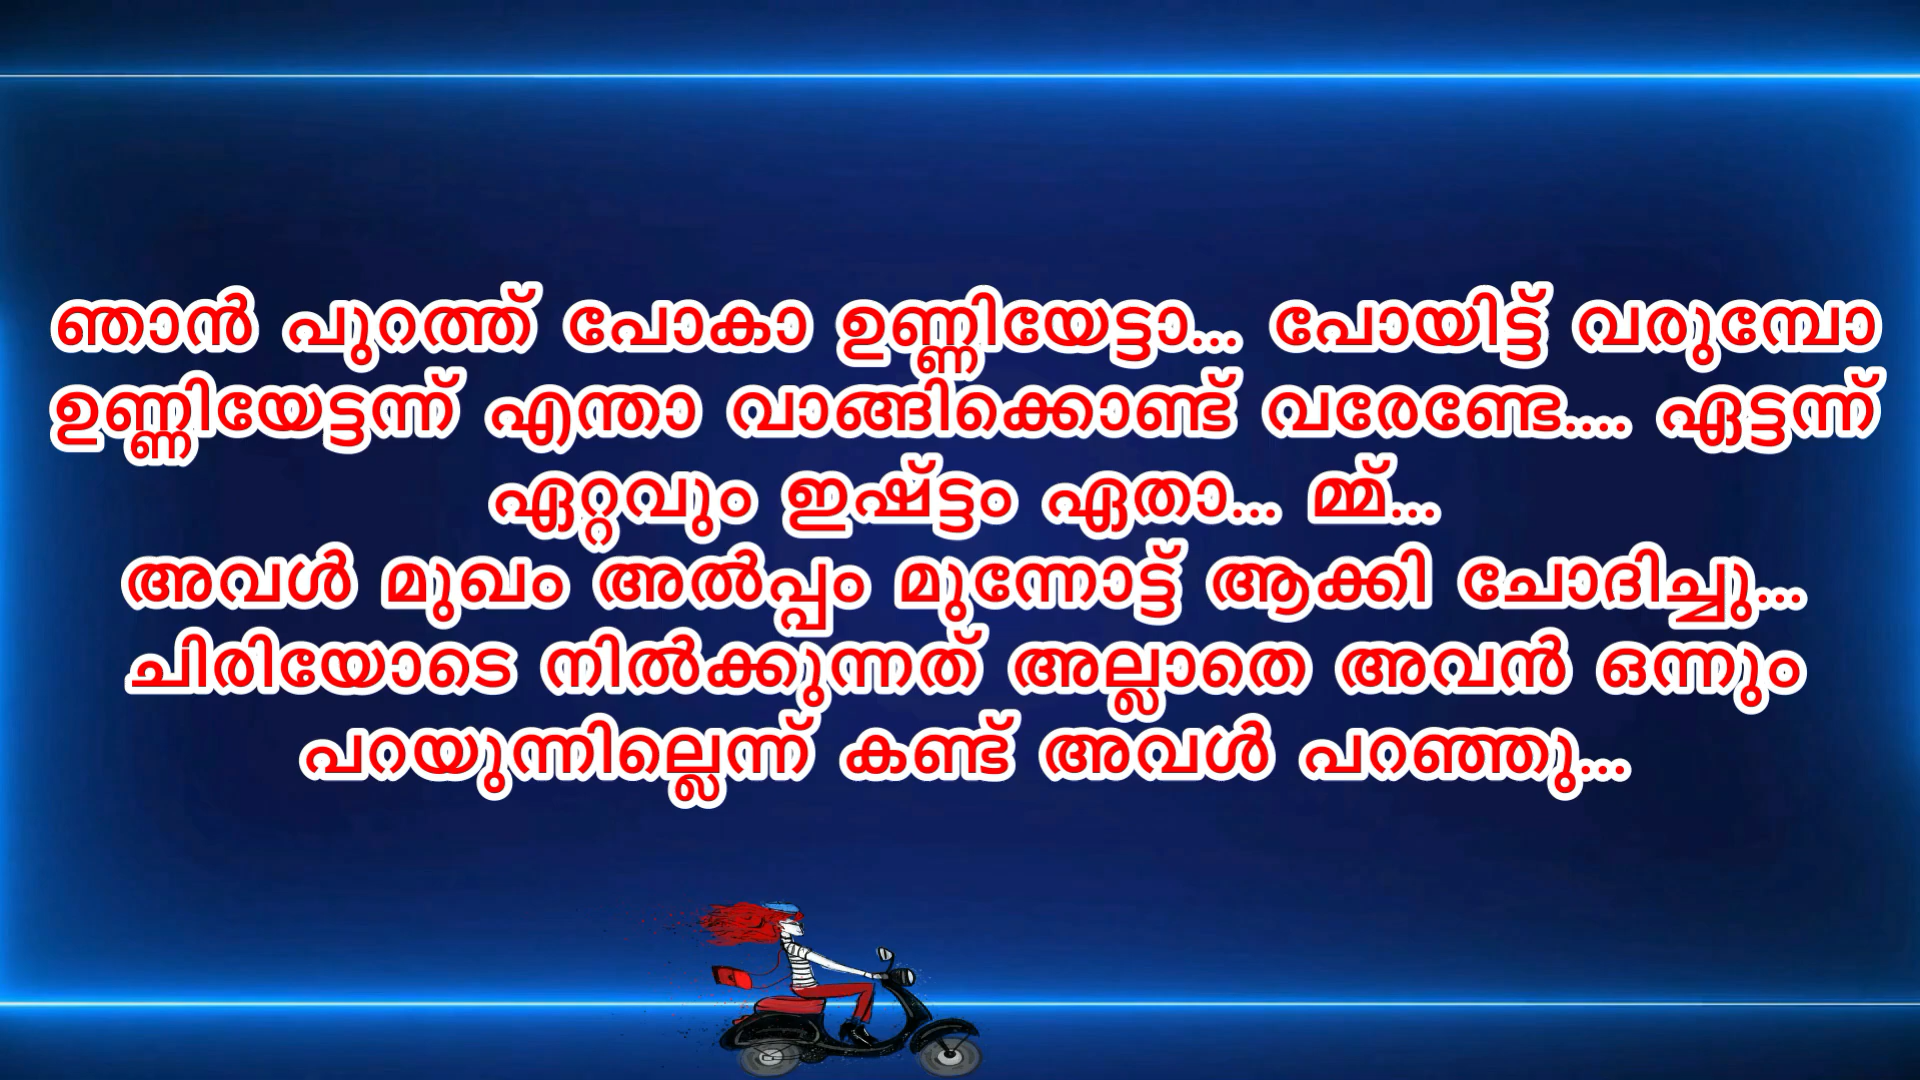 ഞാൻ പുറത്ത് പോകാ ഉണ്ണിയേട്ടാ... പോയിട്ട് വരുമ്പോ
ഉണ്ണിയേട്ടന്ന് എന്താ വാങ്ങിക്കൊണ്ട് വരേണ്ടേ.... ഏട്ടന്ന്
ഏറ്റവും ഇഷ്ട്ടം ഏതാ... മ്മ്...
അവൾ മുഖം അൽപ്പം മുന്നോട്ട് ആക്കി ചോദിച്ചു...
ചിരിയോടെ നിൽക്കുന്നത് അല്ലാതെ അവൻ ഒന്നും
പറയുന്നില്ലെന്ന് കണ്ട് അവൾ പറഞ്ഞു...